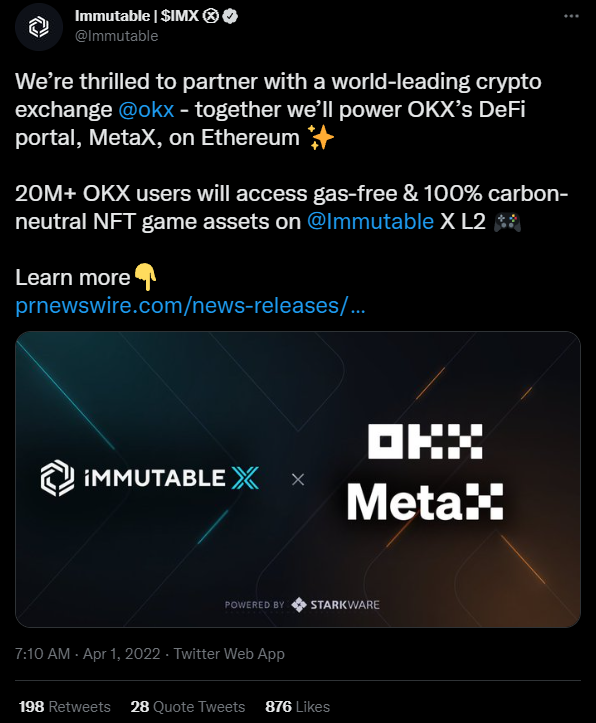 Immutable | $IMX
@Immutable
We’re thrilled to partner with a world-leading crypto
exchange @okx - together we’ll power OKX’s DeFi
portal, MetaX, on Ethereum ✨
20M+ OKX users will access gas-free & 100% carbon-
neutral NFT game assets on @Immutable X L2 🎮
Learn more👇
prnewswire.com/news-releases/…
iMMUTABLE X × OKX
MetaX
POWERED BY STARKWARE
7:10 AM · Apr 1, 2022 · Twitter Web App
198 Retweets 28 Quote Tweets 876 Likes